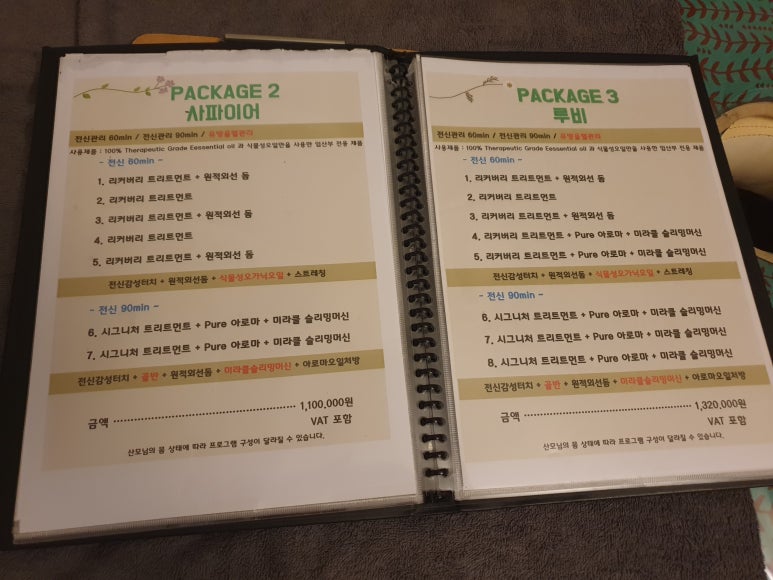 PACKAGE 2
사파이어
전신관리 60min / 전신관리 90min / 유방울혈관리
사용제품 : 100% Therapeutic Grade Eessential oil 과 식물성오일만을 사용한 임산부 전용 제품
- 전신 60min -
1. 리커버리 트리트먼트 + 원적외선 돔
2. 리커버리 트리트먼트
3. 리커버리 트리트먼트 + 원적외선 돔
4. 리커버리 트리트먼트
5. 리커버리 트리트먼트 + 원적외선 돔
전신감성터치 + 원적외선돔 + 식물성오가닉오일 + 스트레칭
- 전신 90min -
6. 시그니처 트리트먼트 + Pure 아로마 + 미라클 슬리밍머신
7. 시그니처 트리트먼트 + Pure 아로마 + 미라클 슬리밍머신
전신감성터치 + 골반 + 원적외선돔 + 미라클슬리밍머신 + 아로마오일처방
금액 ································ 1,100,000원
VAT 포함
산모님의 몸 상태에 따라 프로그램 구성이 달라질 수 있습니다.
PACKAGE 3
루비
전신관리 60min / 전신관리 90min / 유방울혈관리
사용제품 : 100% Therapeutic Grade Eessential oil 과 식물성오일만을 사용한 임산부 전용 제품
- 전신 60min -
1. 리커버리 트리트먼트 + 원적외선 돔
2. 리커버리 트리트먼트
3. 리커버리 트리트먼트 + 원적외선 돔
4. 리커버리 트리트먼트 + Pure 아로마 + 미라클 슬리밍머신
5. 리커버리 트리트먼트 + Pure 아로마 + 미라클 슬리밍머신
전신감성터치 + 원적외선돔 + 식물성오가닉오일 + 스트레칭
- 전신 90min -
6. 시그니처 트리트먼트 + Pure 아로마 + 미라클 슬리밍머신
7. 시그니처 트리트먼트 + Pure 아로마 + 미라클 슬리밍머신
8. 시그니처 트리트먼트 + Pure 아로마 + 미라클 슬리밍머신
전신감성터치 + 골반 + 원적외선돔 + 미라클슬리밍머신 + 아로마오일처방
금액 ································ 1,320,000원
VAT 포함
산모님의 몸 상태에 따라 프로그램 구성이 달라질 수 있습니다.